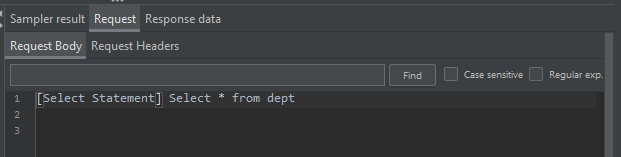 Sampler result Request Response data
Request Body Request Headers
Find Case sensitive Regular exp.
1 [Select Statement] Select * from dept
2
3